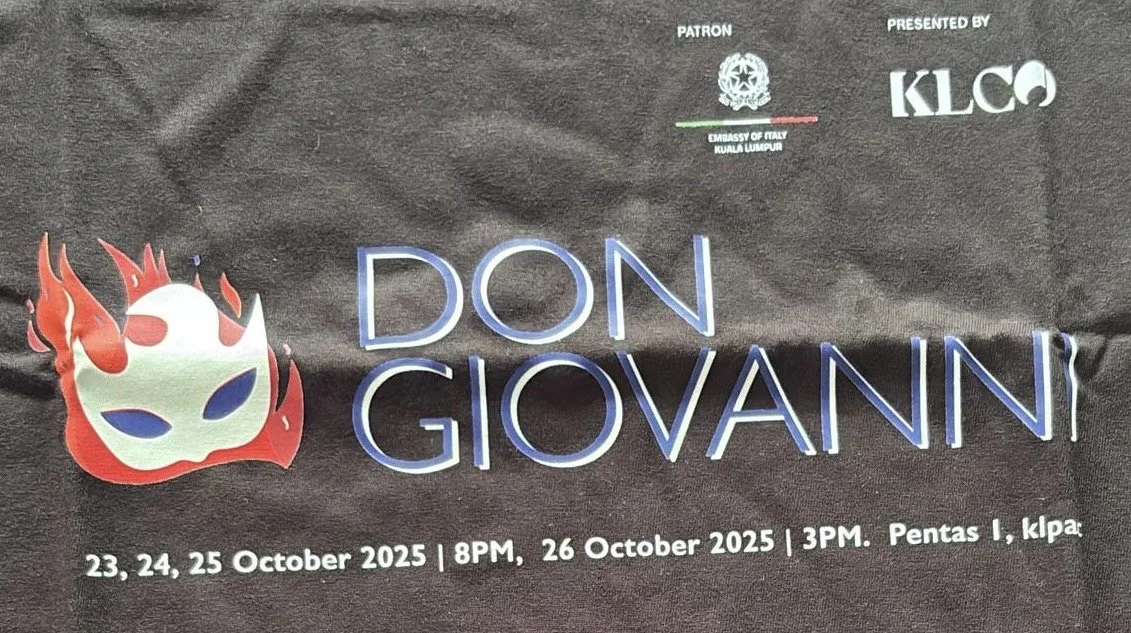 PATRON
EMBASSY OF ITALY
KUALA LUMPUR
PRESENTED BY
KLCO
DON
GIOVANNI
23, 24, 25 October 2025 | 8PM, 26 October 2025 | 3PM. Pentas 1, klpa